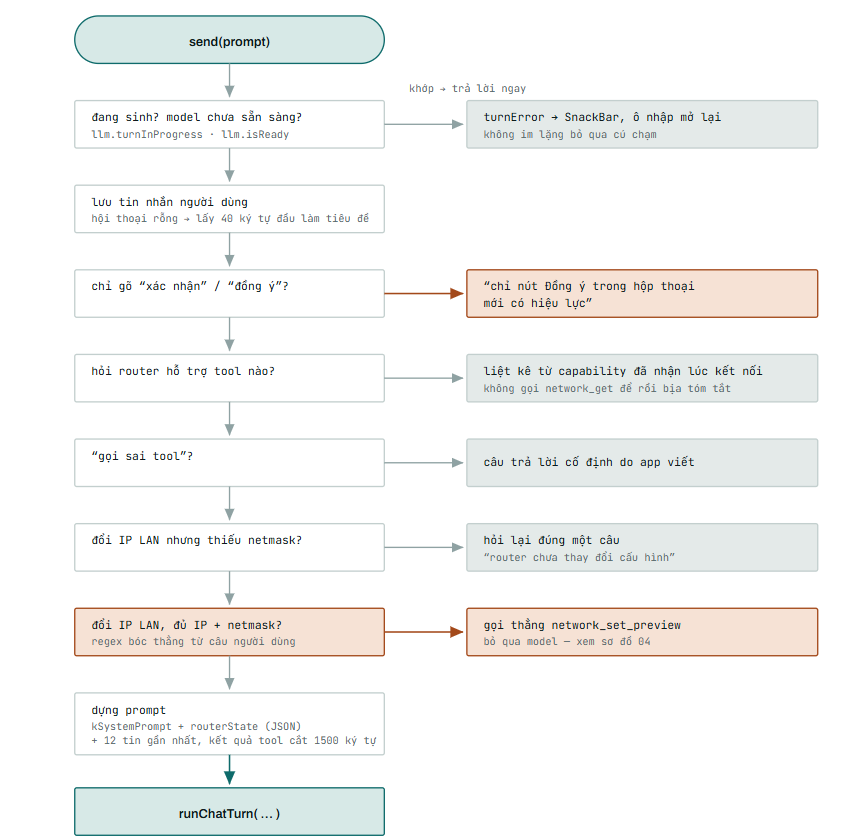 send(prompt)
khớp → trả lời ngay
đang sinh? model chưa sẵn sàng?
llm.turnInProgress · llm.isReady
turnError → SnackBar, ô nhập mở lại
không im lặng bỏ qua cú chạm
lưu tin nhắn người dùng
hội thoại rỗng → lấy 40 ký tự đầu làm tiêu đề
chỉ gõ “xác nhận” / “đồng ý”?
“chỉ nút Đồng ý trong hộp thoại
mới có hiệu lực”
hỏi router hỗ trợ tool nào?
liệt kê từ capability đã nhận lúc kết nối
không gọi network_get để rồi bịa tóm tắt
“gọi sai tool”?
câu trả lời cố định do app viết
đổi IP LAN nhưng thiếu netmask?
hỏi lại đúng một câu
“router chưa thay đổi cấu hình”
đổi IP LAN, đủ IP + netmask?
regex bóc thẳng từ câu người dùng
gọi thẳng network_set_preview
bỏ qua model — xem sơ đồ 04
dựng prompt
kSystemPrompt + routerState (JSON)
+ 12 tin gần nhất, kết quả tool cắt 1500 ký tự
runChatTurn( … )